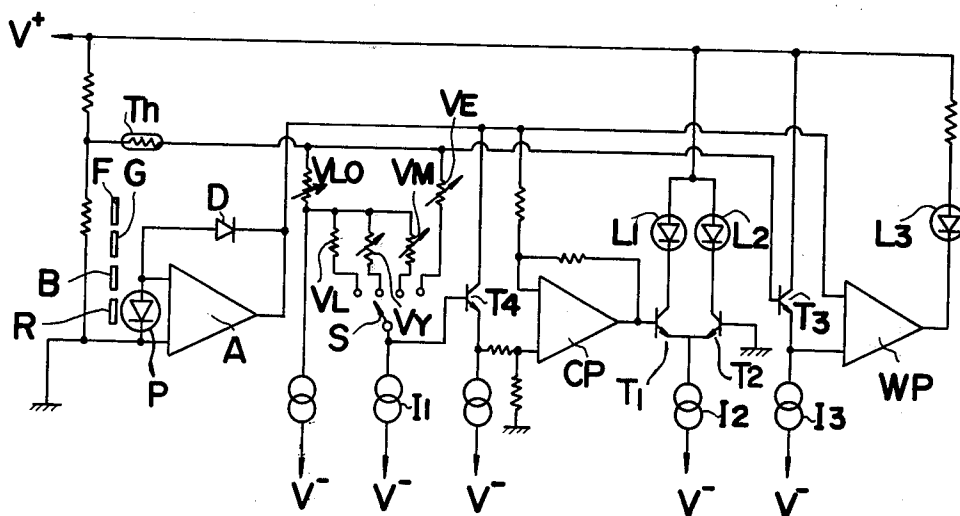 V+
Th
VE
F G
VLO
VM
D
L1
L2
L3
B
VL
T4
T3
R
S
VY
A
P
CP
T1
T2
WP
I1
I2
I3
V-
V-
V-
V-
V-